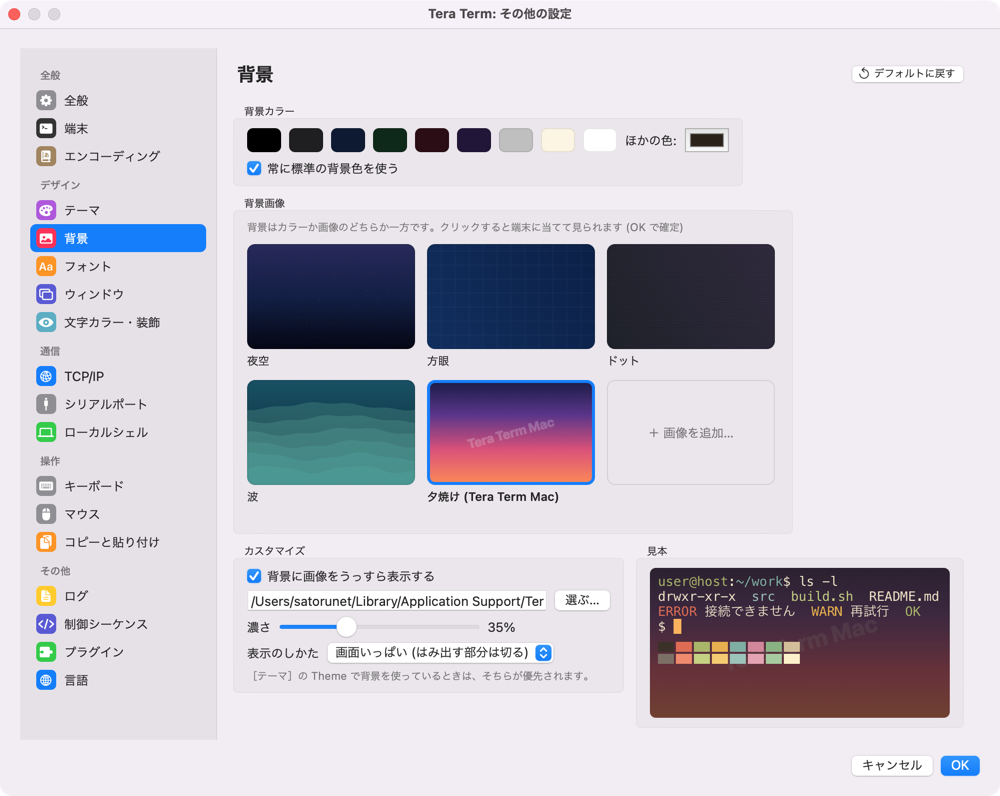 Tera Term: その他の設定
全般
全般
端末
エンコーディング
デザイン
テーマ
背景
Aa フォント
ウィンドウ
文字カラー・装飾
通信
TCP/IP
シリアルポート
ローカルシェル
操作
キーボード
マウス
コピーと貼り付け
その他
ログ
制御シーケンス
プラグイン
言語
背景
デフォルトに戻す
背景カラー
ほかの色:
常に標準の背景色を使う
背景画像
背景はカラーか画像のどちらか一方です。クリックすると端末に当てて見られます (OK で確定)
夜空
方眼
ドット
Tera Term Mac
+ 画像を追加...
波
夕焼け (Tera Term Mac)
カスタマイズ
背景に画像をうっすら表示する
/Users/satorunet/Library/Application Support/Ter
選ぶ...
濃さ
35%
表示のしかた
画面いっぱい (はみ出す部分は切る)
［テーマ］の Theme で背景を使っているときは、そちらが優先されます。
見本
user@host:~/work$ ls -l
drwxr-xr-x src build.sh README.md
ERROR 接続できません WARN 再試行 OK
$
Term Mac
キャンセル
OK